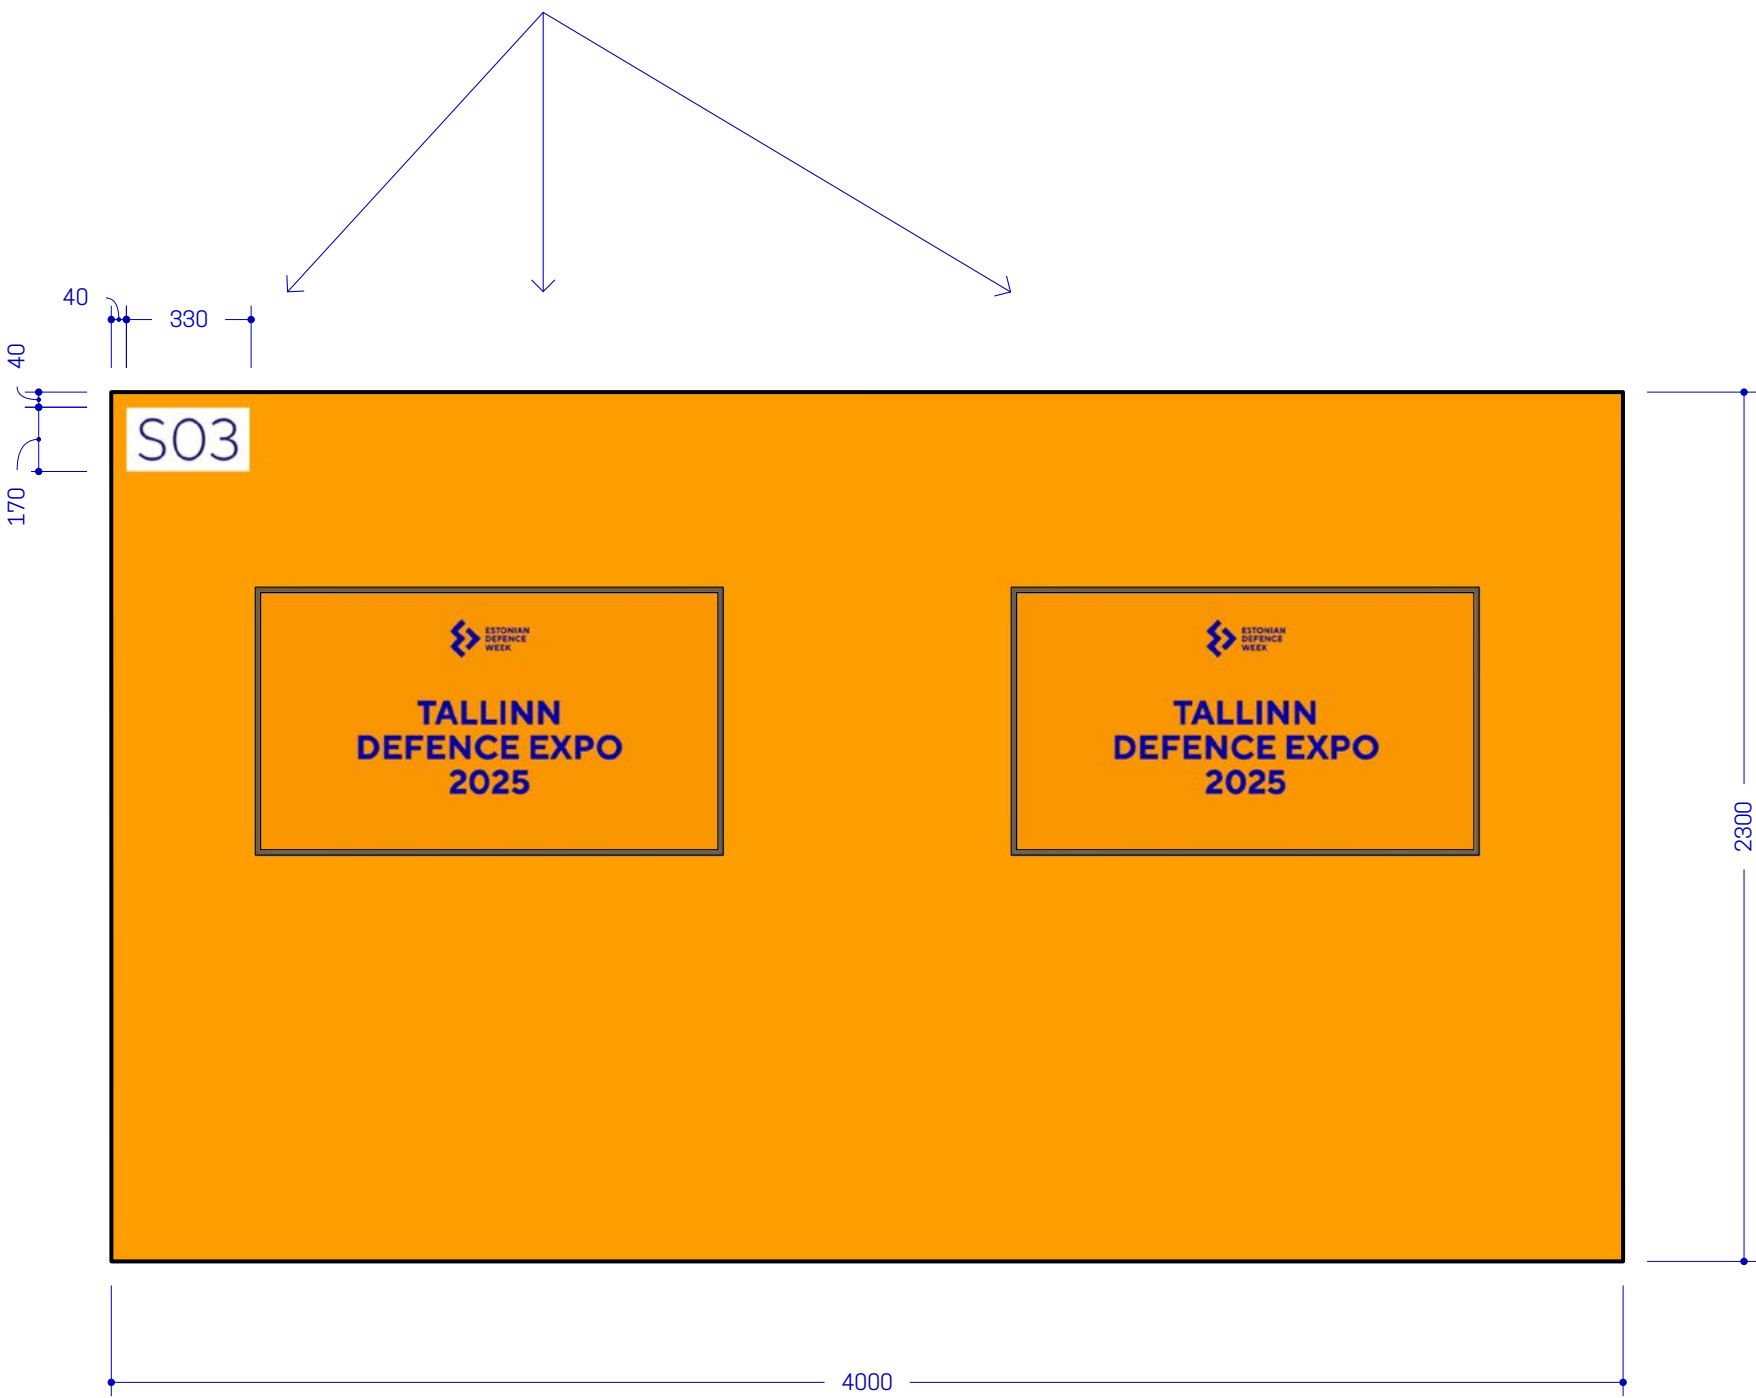 40
330
40
170
S03
ESTONIAN
DEFENCE
WEEK
TALLINN
DEFENCE EXPO
2025
ESTONIAN
DEFENCE
WEEK
TALLINN
DEFENCE EXPO
2025
2300
4000